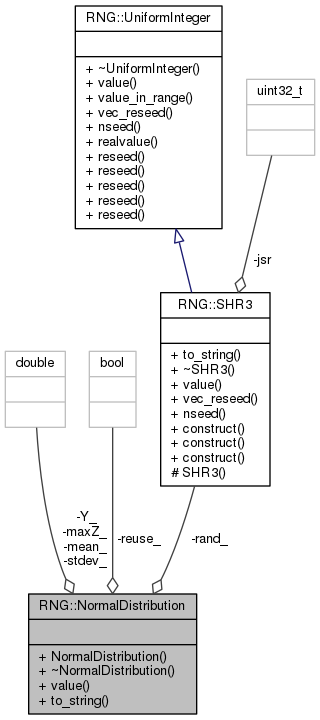 RNG::UniformInteger
+ ~UniformInteger()
+ value()
+ value_in_range()
+ vec_reseed()
+ nseed()
+ realvalue()
+ reseed()
+ reseed()
+ reseed()
+ reseed()
+ reseed()
uint32_t
-jsr
RNG::SHR3
+ to_string()
+ ~SHR3()
+ value()
+ vec_reseed()
+ nseed()
+ construct()
+ construct()
+ construct()
# SHR3()
double
bool
-Y_
-maxZ_
-mean_
-stdev_
-reuse_
-rand_
RNG::NormalDistribution
+ NormalDistribution()
+ ~NormalDistribution()
+ value()
+ to_string()